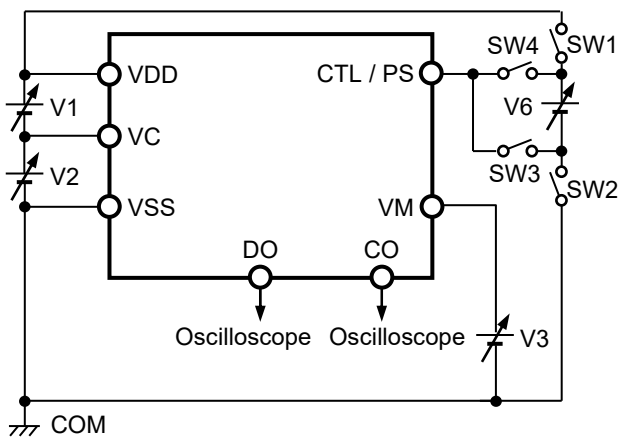 SW1
SW4
VDD
CTL / PS
V1
V6
VC
V2
SW3
SW2
VSS
VM
DO
CO
Oscilloscope
Oscilloscope
V3
COM